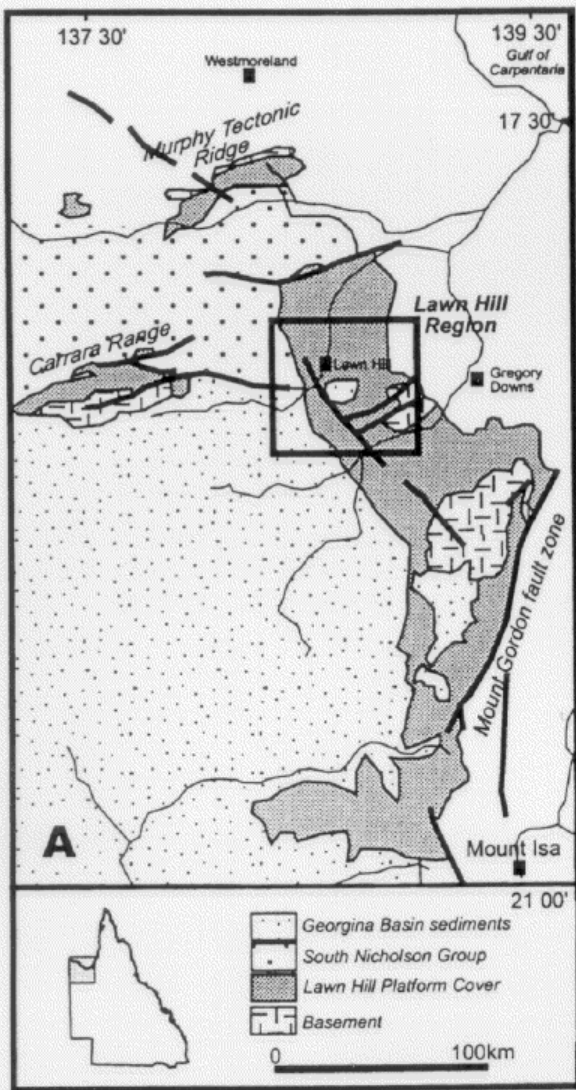 137 30'
139 30'
Westmoreland
Gulf of
Carpentaria
17 30'
Murphy Tectonic
Ridge
Lawn Hill
Region
Carrara Range
Lawn Hill
Gregory
Downs
Mount Gordon fault zone
A
Mount Isa
21 00'
Georgina Basin sediments
South Nicholson Group
Lawn Hill Platform Cover
Basement
0
100km